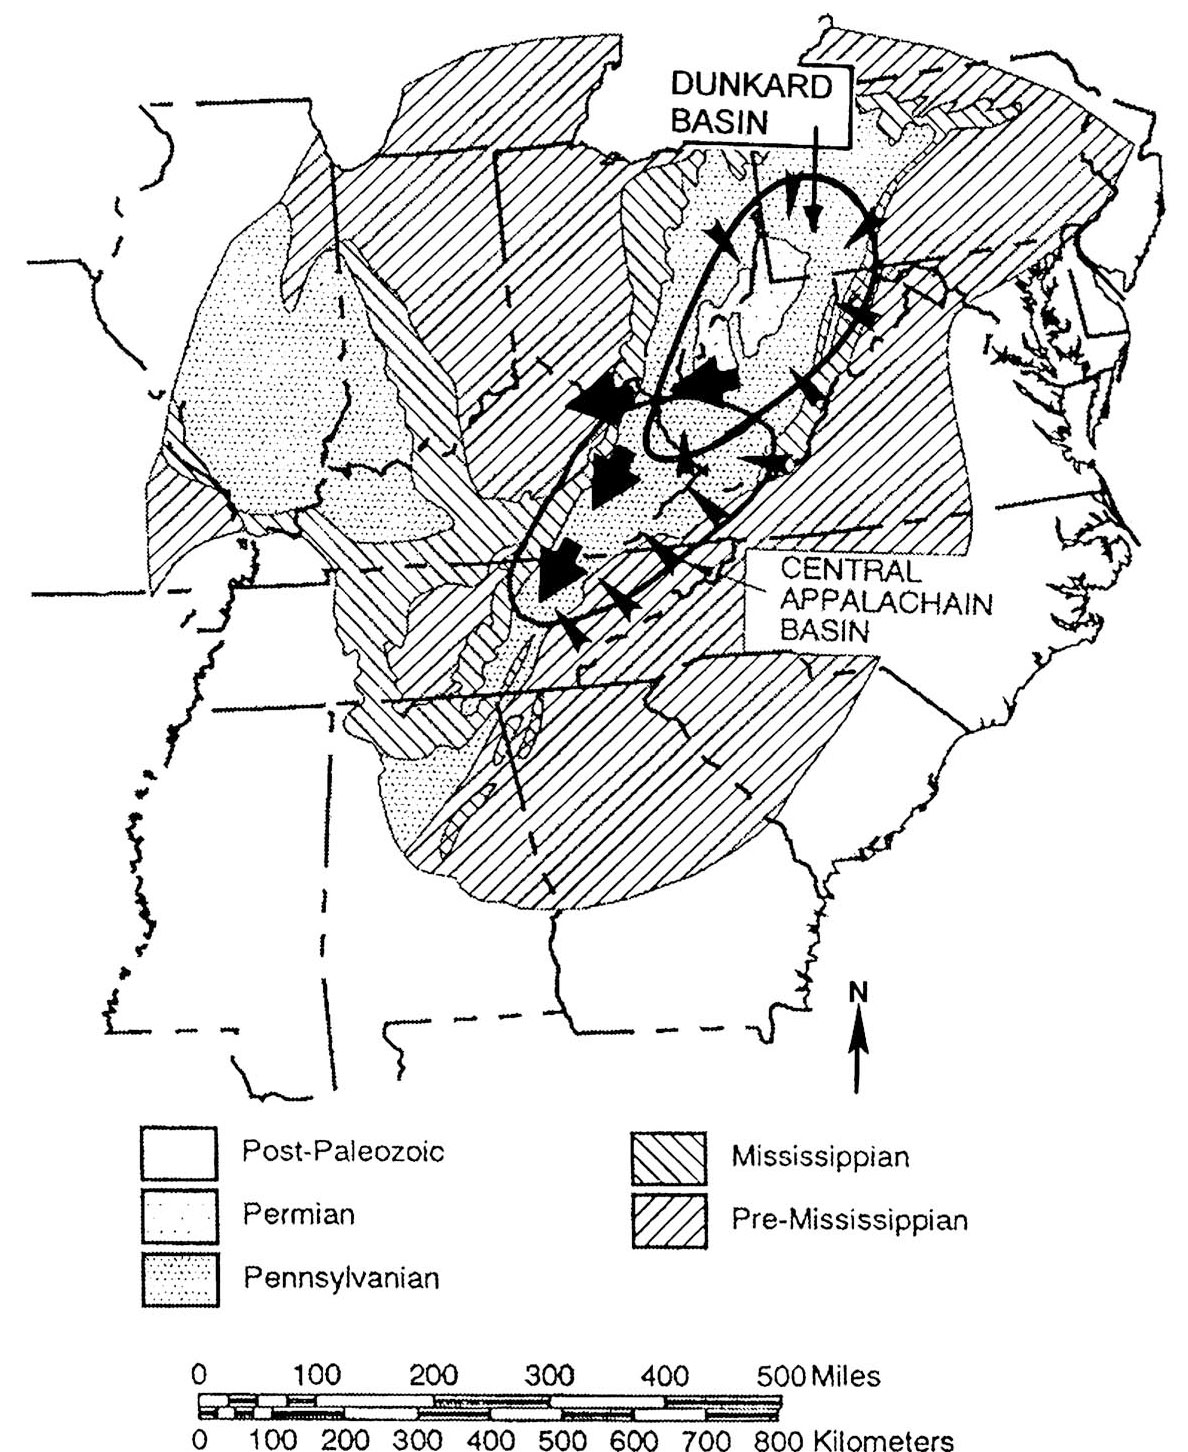 DUNKARD
BASIN
CENTRAL
APPALACHAIN
BASIN
N
Post-Paleozoic
Permian
Pennsylvanian
Mississippian
Pre-Mississippian
0 100 200 300 400 500 Miles
0 100 200 300 400 500 600 700 800 Kilometers